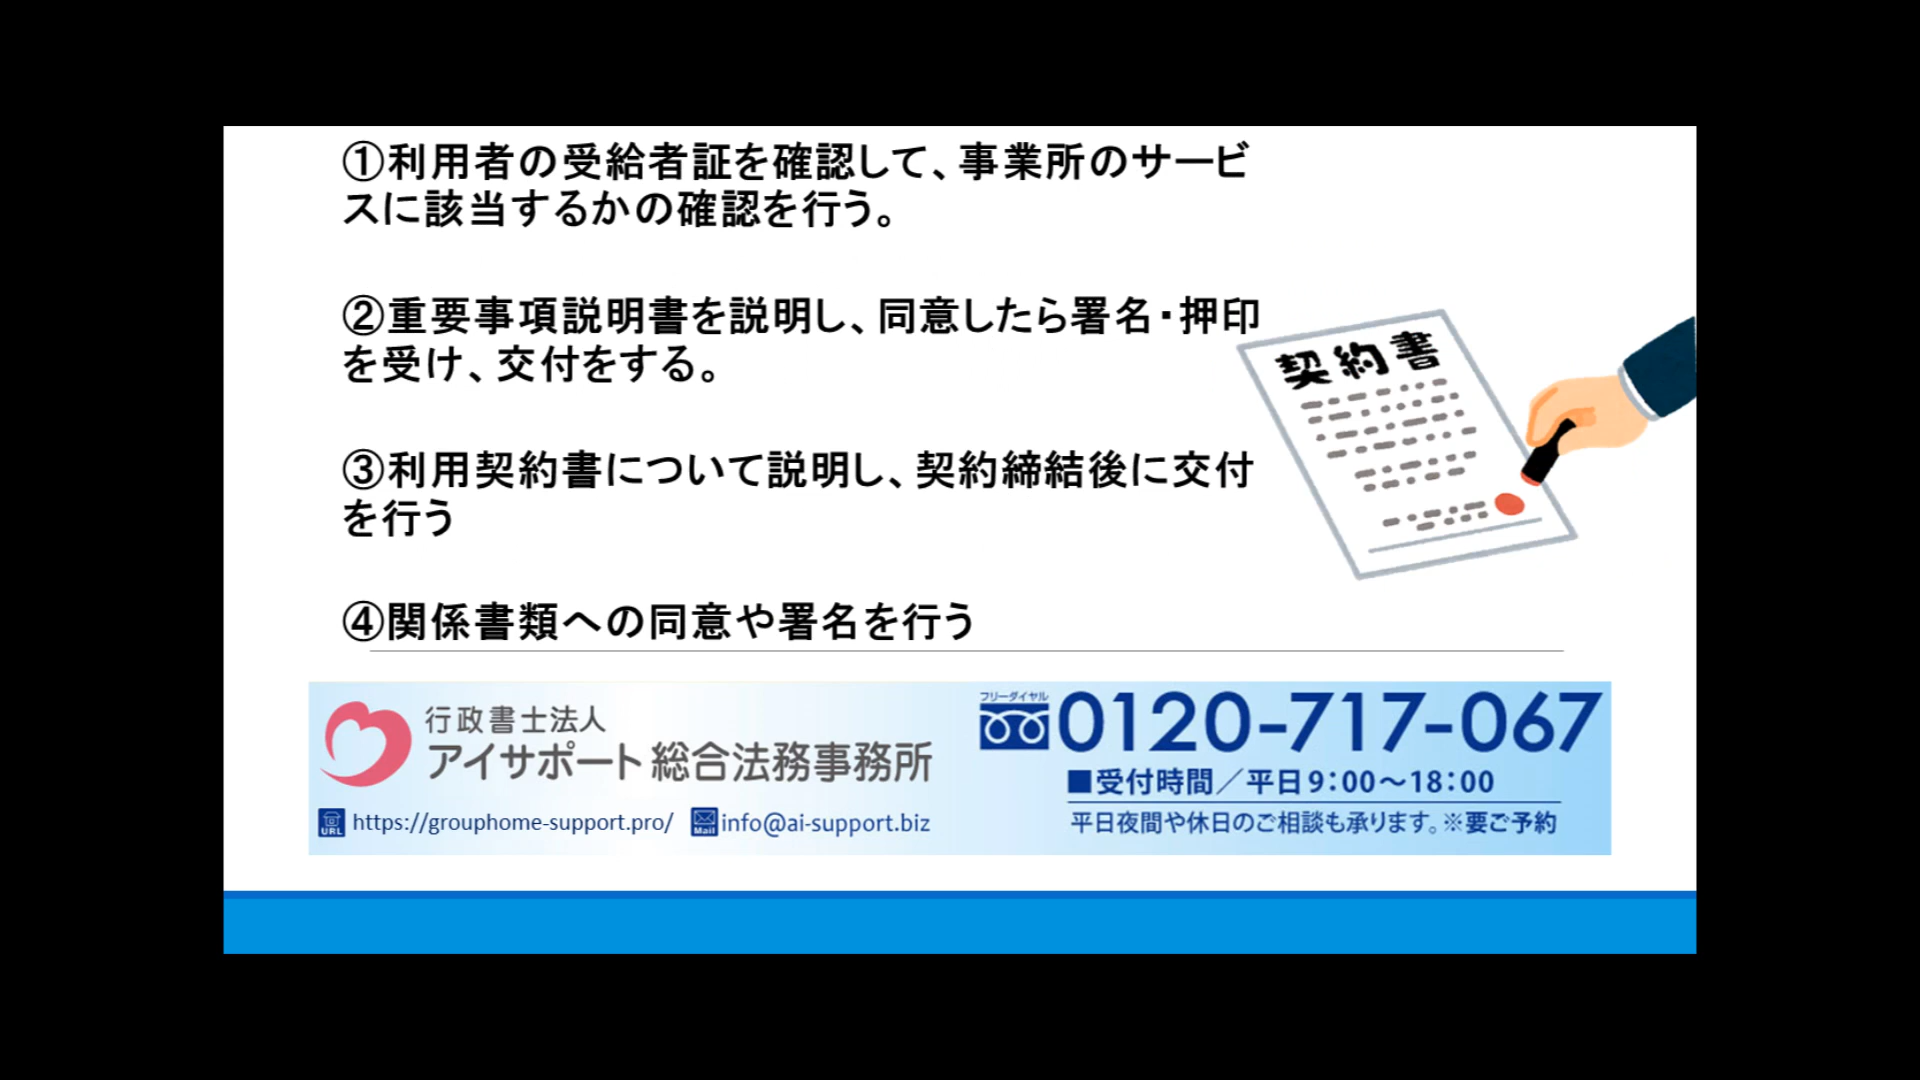 ①利用者の受給者証を確認して、事業所のサービ
スに該当するかの確認を行う。
②重要事項説明書を説明し、同意したら署名・押印
を受け、交付をする。
③利用契約書について説明し、契約締結後に交付
を行う
④関係書類への同意や署名を行う
契約書
行政書士法人
アイサポート総合法務事務所
URL https://grouphome-support.pro/ Mail info@ai-support.biz
フリーダイヤル
0120-717-067
■受付時間／平日9：00～18：00
平日夜間や休日のご相談も承ります。※要ご予約